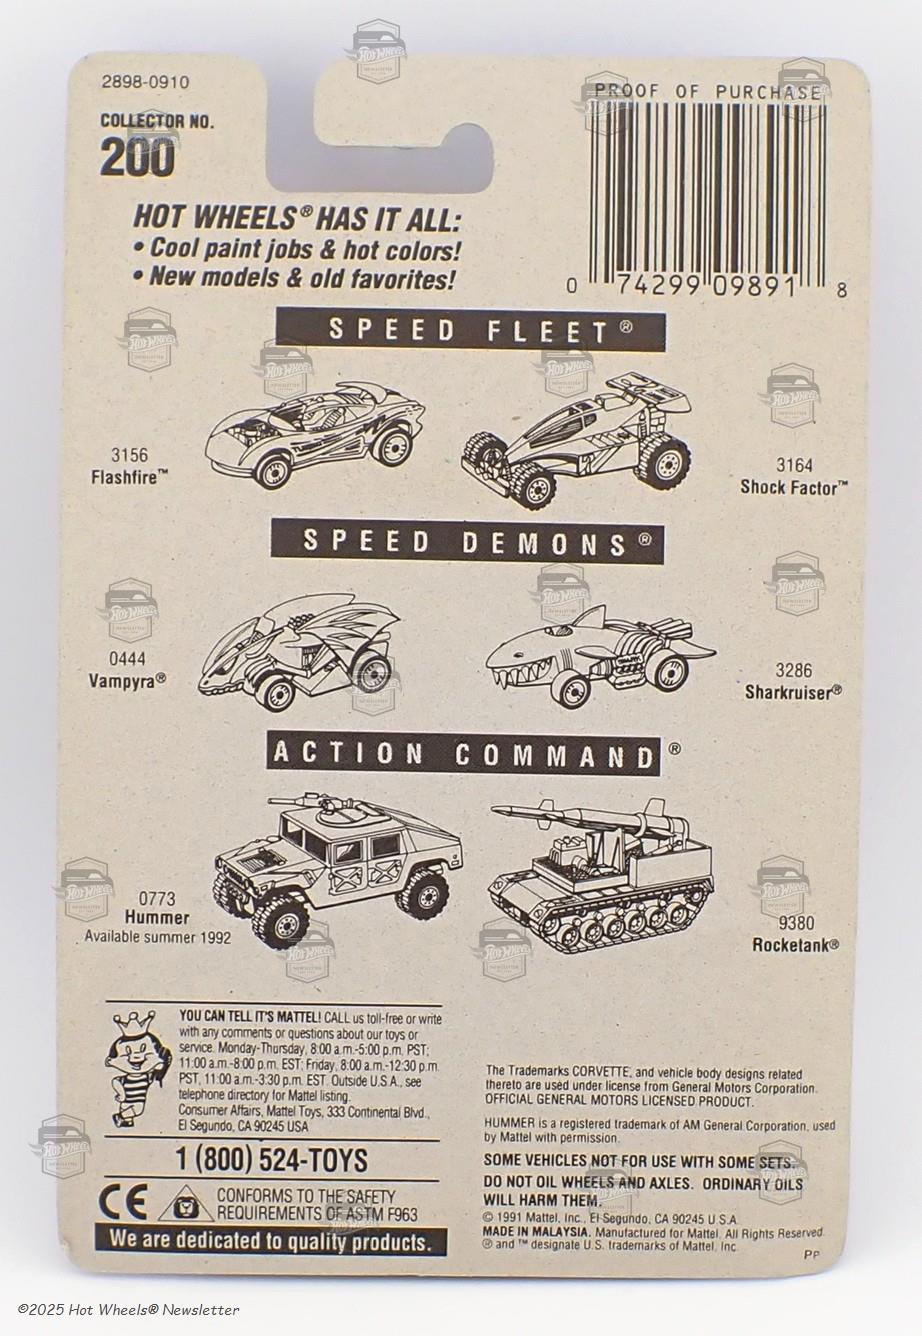 2898-0910
COLLECTOR NO.
200
PROOF OF PURCHASE
0 74299 09891 8
HOT WHEELS® HAS IT ALL:
• Cool paint jobs & hot colors!
• New models & old favorites!
SPEED FLEET®
3156
Flashfire™
3164
Shock Factor™
SPEED DEMONS®
0444
Vampyra®
3286
Sharkruiser®
ACTION COMMAND®
0773
Hummer
Available summer 1992
9380
Rocketank®
YOU CAN TELL IT'S MATTEL! CALL us toll-free or write
with any comments or questions about our toys or
service. Monday-Thursday, 8:00 a.m.-5:00 p.m. PST;
11:00 a.m.-8:00 p.m. EST; Friday, 8:00 a.m.-12:30 p.m.
PST, 11:00 a.m.-3:30 p.m. EST. Outside U.S.A., see
telephone directory for Mattel listing.
Consumer Affairs, Mattel Toys, 333 Continental Blvd.,
El Segundo, CA 90245 USA
1 (800) 524-TOYS
CE
CONFORMS TO THE SAFETY
REQUIREMENTS OF ASTM F963
We are dedicated to quality products.
The Trademarks CORVETTE, and vehicle body designs related
thereto are used under license from General Motors Corporation.
OFFICIAL GENERAL MOTORS LICENSED PRODUCT.
HUMMER is a registered trademark of AM General Corporation, used
by Mattel with permission.
SOME VEHICLES NOT FOR USE WITH SOME SETS.
DO NOT OIL WHEELS AND AXLES. ORDINARY OILS
WILL HARM THEM.
© 1991 Mattel, Inc., El Segundo, CA 90245 U.S.A.
MADE IN MALAYSIA. Manufactured for Mattel. All Rights Reserved.
® and ™ designate U.S. trademarks of Mattel, Inc.
PP
©2025 Hot Wheels® Newsletter